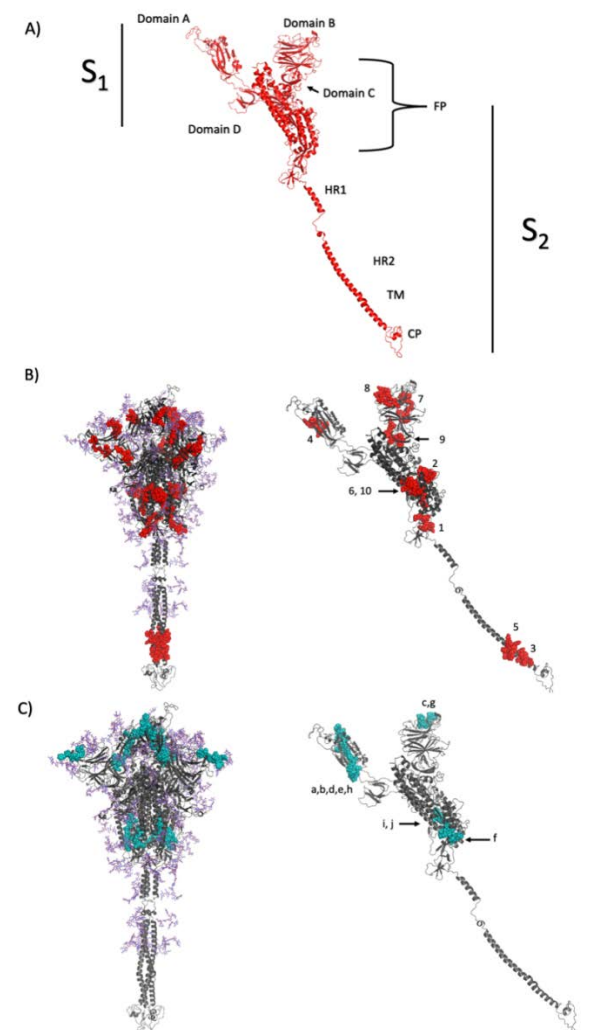 A)
Domain A
Domain B
S1
Domain C
FP
Domain D
HR1
S2
HR2
TM
CP
B)
8
7
4
9
2
6, 10
1
5
3
C)
c,g
a,b,d,e,h
i, j
f